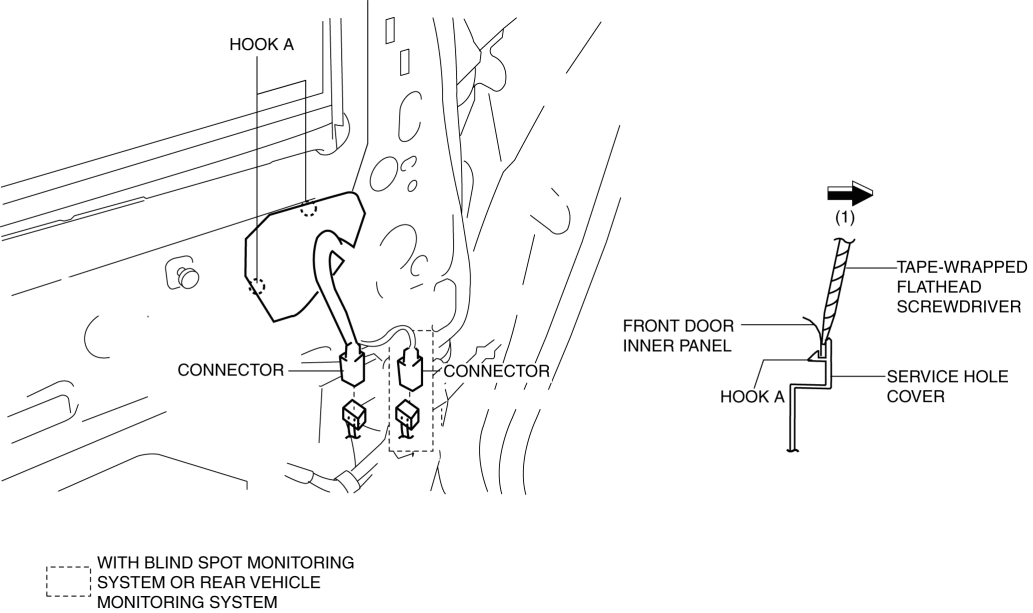 HOOK A
(1)
TAPE-WRAPPED
FLATHEAD
SCREWDRIVER
FRONT DOOR
INNER PANEL
CONNECTOR
CONNECTOR
HOOK A
SERVICE HOLE
COVER
WITH BLIND SPOT MONITORING
SYSTEM OR REAR VEHICLE
MONITORING SYSTEM